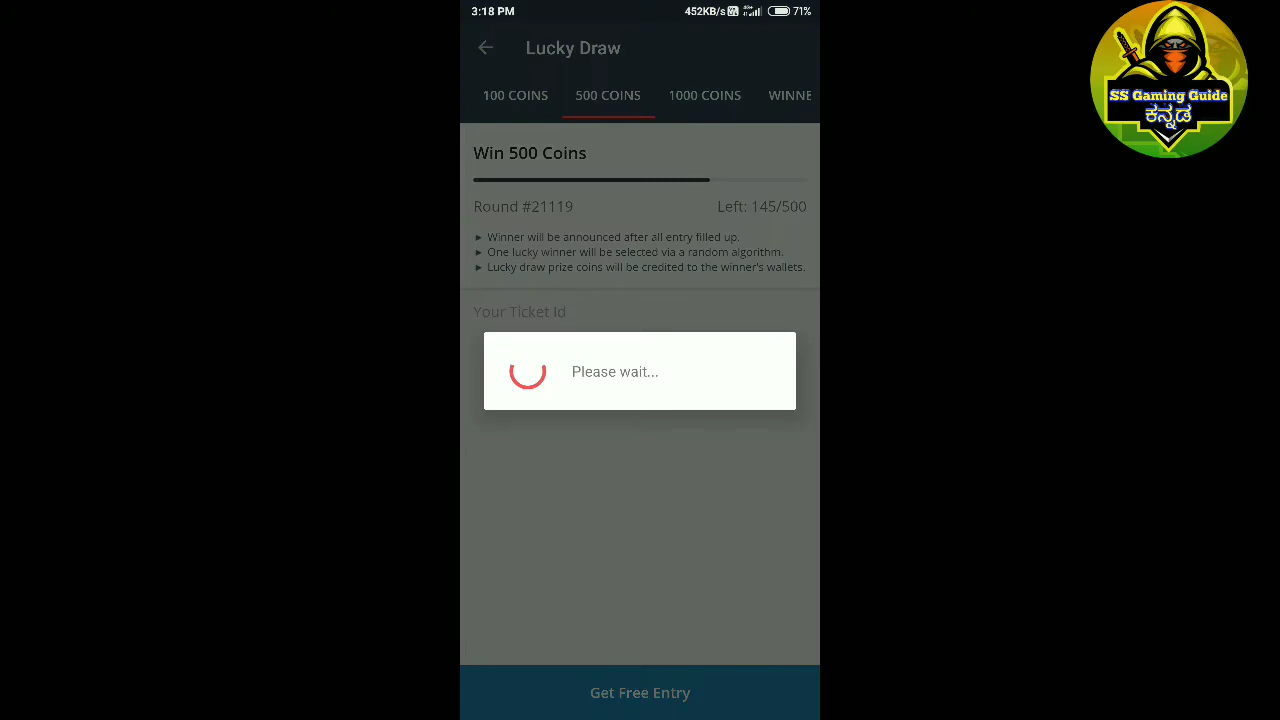 3:18 PM
452KB/s
71%
Lucky Draw
100 COINS
500 COINS
1000 COINS
WINNE
Win 500 Coins
Round #21119
Left: 145/500
► Winner will be announced after all entry filled up.
► One lucky winner will be selected via a random algorithm.
► Lucky draw prize coins will be credited to the winner's wallets.
Your Ticket Id
Please wait...
Get Free Entry
SS Gaming Guide
ಕನ್ನಡ